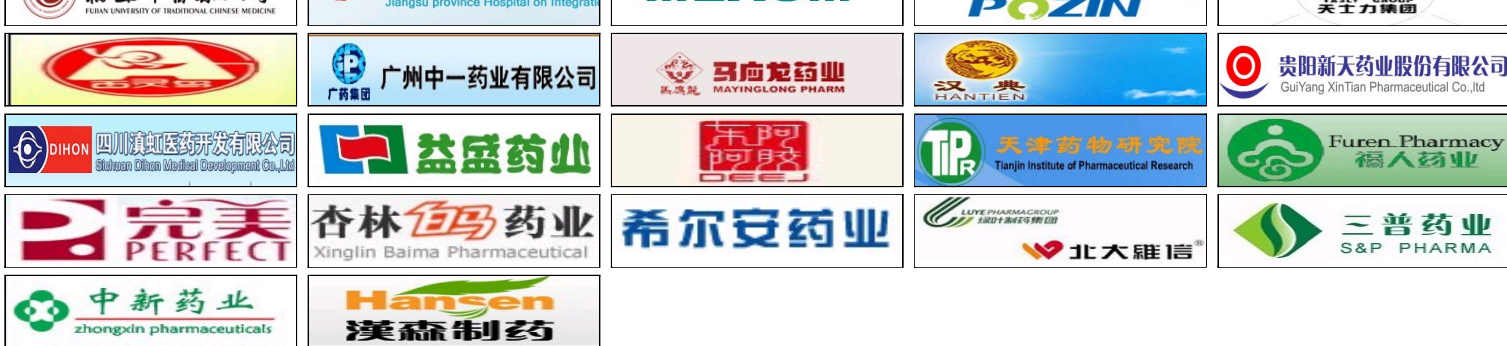 FUJIAN UNIVERSITY OF TRADITIONAL CHINESE MEDICINE
Jiangsu province Hospital on Integrati
POZIN
天士力集团
广药集团
广州中一药业有限公司
马应龙药业
MAYINGLONG PHARM
汉典
HANTIEN
贵阳新天药业股份有限公司
GuiYang XinTian Pharmaceutical Co.,ltd
DIHON
四川滇虹医药开发有限公司
Sichuan Dihon Medical Development Co.,Ltd
益盛药业
东阿
阿胶
DEEJ
TIPR
天津药物研究院
Tianjin Institute of Pharmaceutical Research
Furen Pharmacy
福人药业
完美
PERFECT
杏林白马药业
Xinglin Baima Pharmaceutical
希尔安药业
LUYE PHARMA GROUP
绿叶制药集团
北大维信®
三普药业
S&P PHARMA
中新药业
zhongxin pharmaceuticals
Hansen
漢森制药